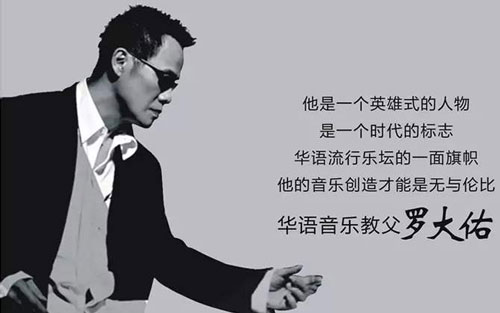 他是一个英雄式的人物
是一个时代的标志
华语流行乐坛的一面旗帜
他的音乐创造才能是无与伦比
华语音乐教父罗大佑